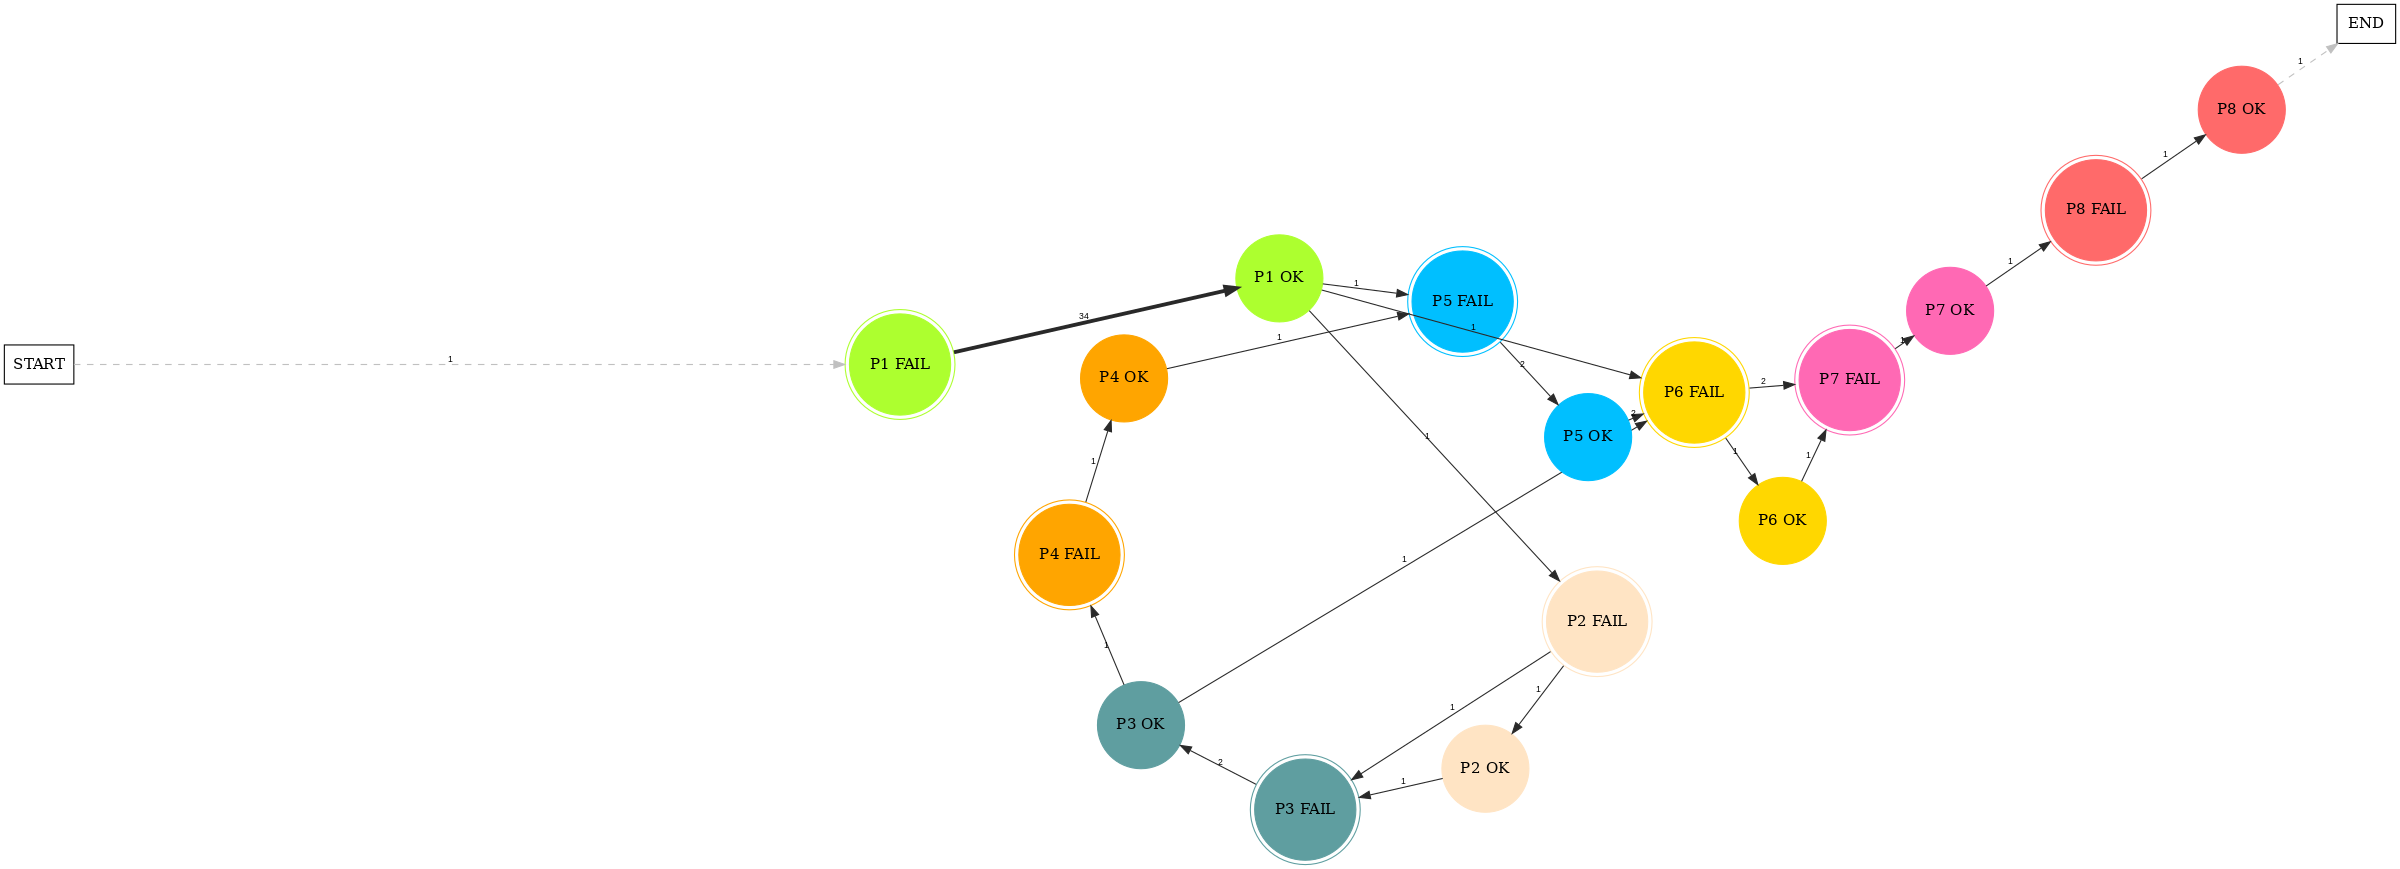 END
1
P8 OK
1
P8 FAIL
1
P7 OK
1
P7 FAIL
2
P6 FAIL
1
1
P6 OK
P1 OK
1
P5 FAIL
1
2
P5 OK
2
34
P1 FAIL
1
START
P4 OK
1
1
P4 FAIL
1
1
P2 FAIL
1
1
P2 OK
1
P3 FAIL
2
P3 OK
1